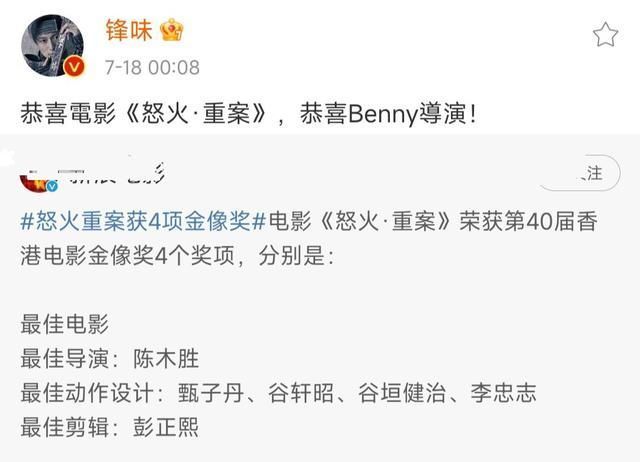 锋味
7-18 00:08
恭喜電影《怒火·重案》，恭喜Benny導演！
注
#怒火重案获4项金像奖#电影《怒火·重案》荣获第40届香
港电影金像奖4个奖项，分别是：
最佳电影
最佳导演：陈木胜
最佳动作设计：甄子丹、谷轩昭、谷垣健治、李忠志
最佳剪辑：彭正熙